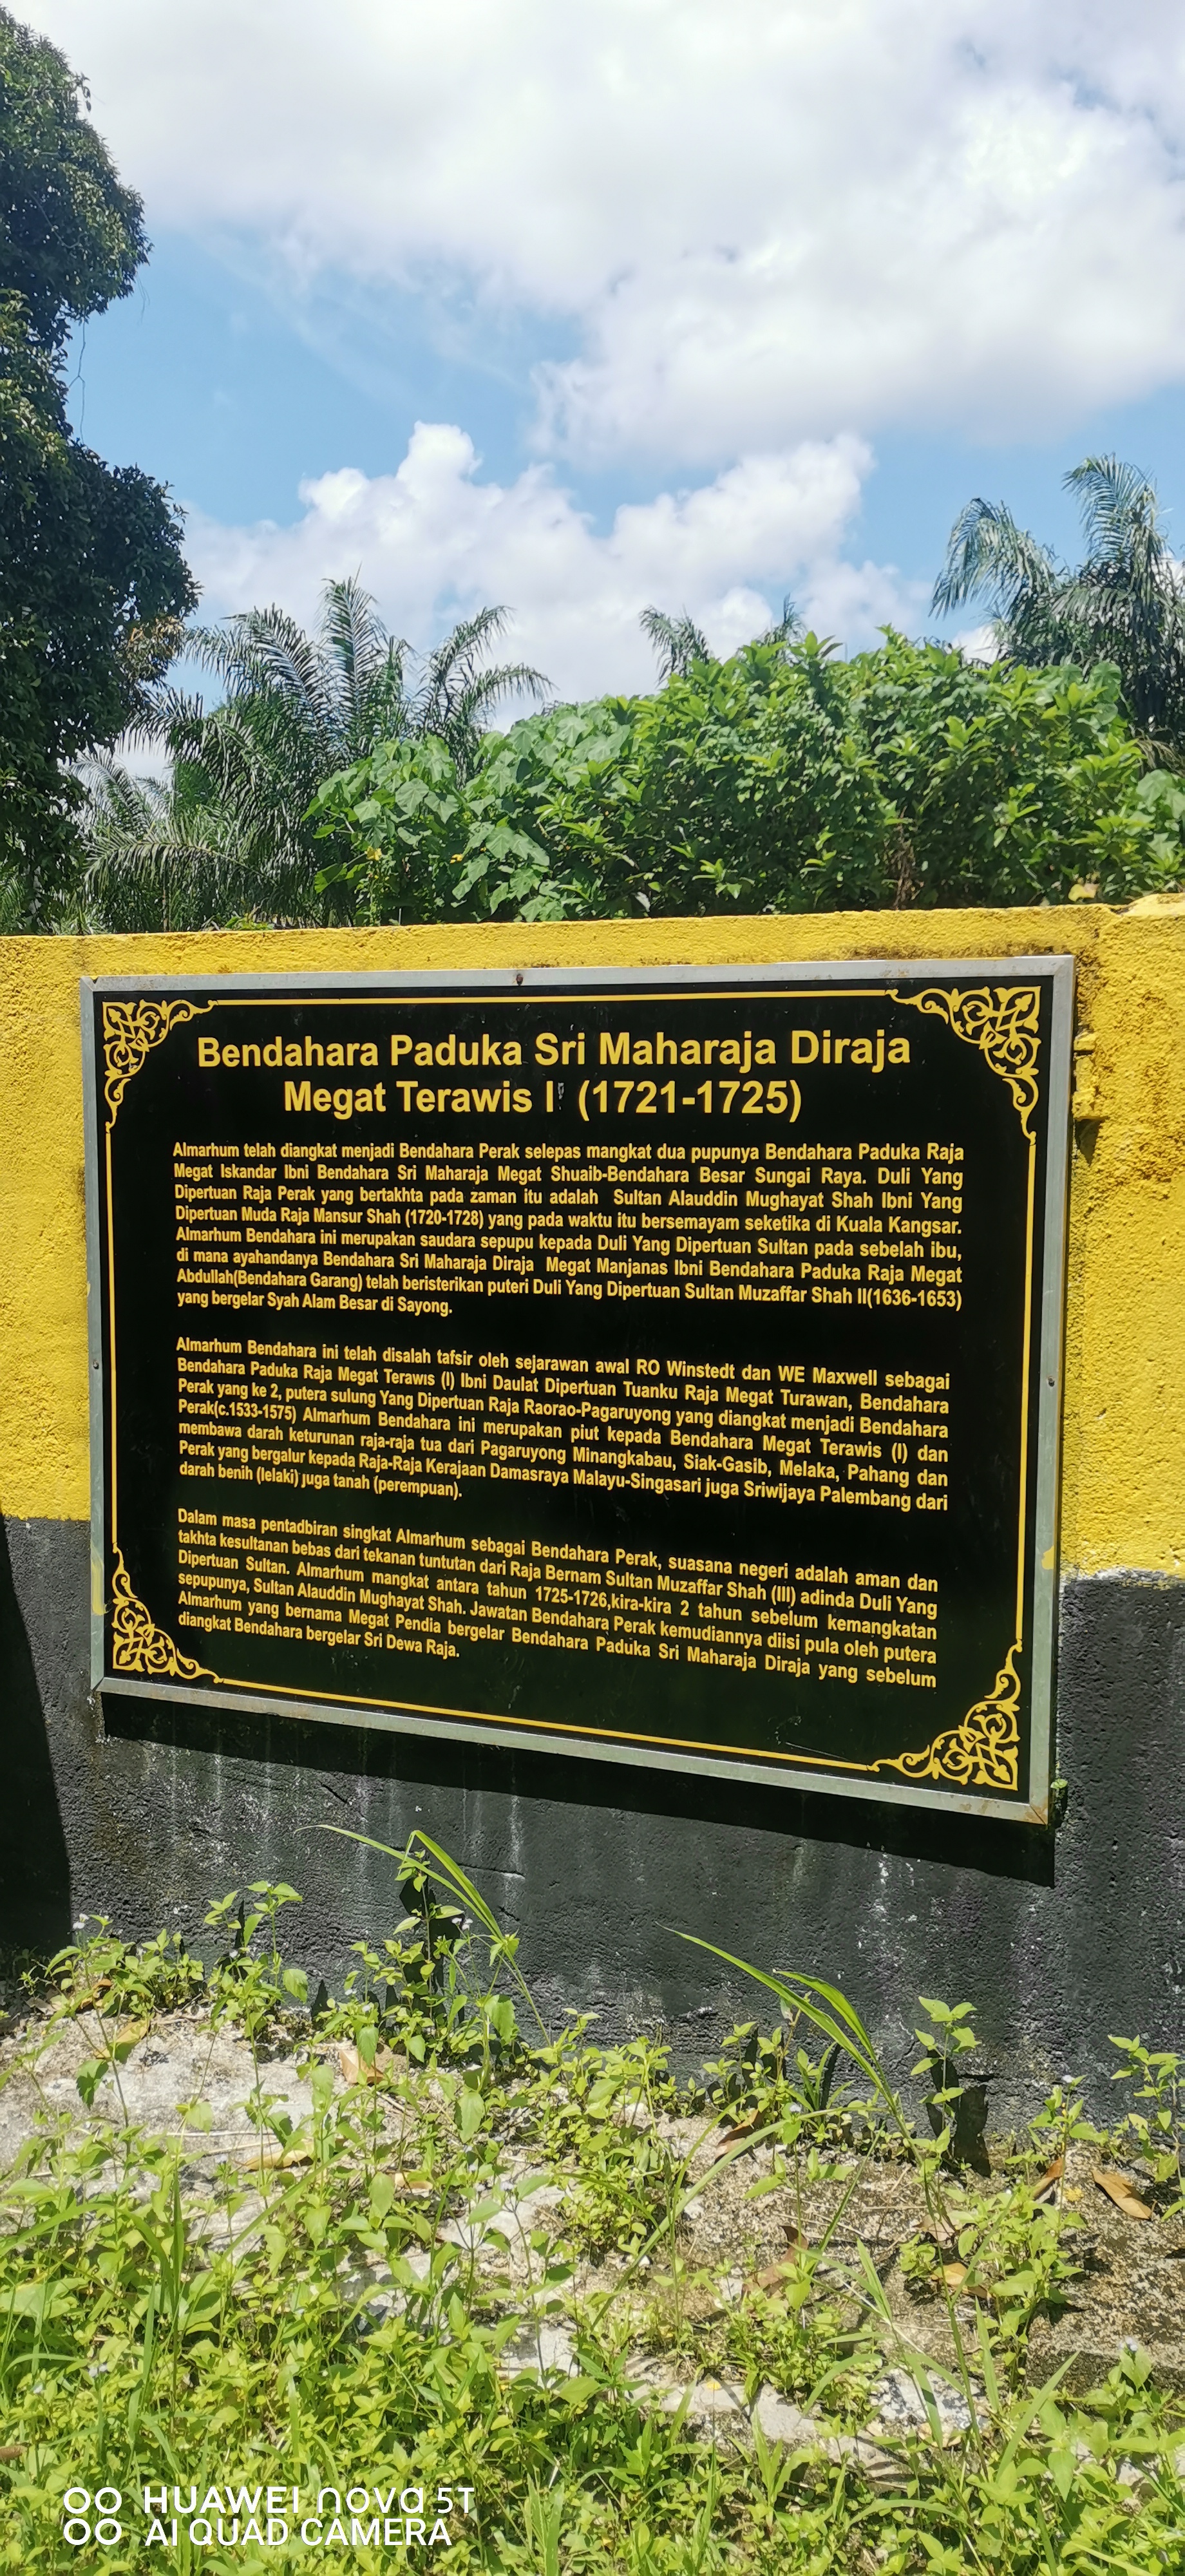 Bendahara Paduka Sri Maharaja Diraja
Megat Terawis I (1721-1725)
Almarhum telah diangkat menjadi Bendahara Perak selepas mangkat dua pupunya Bendahara Paduka Raja
Megat Iskandar Ibni Bendahara Sri Maharaja Megat Shuaib-Bendahara Besar Sungai Raya. Duli Yang
Dipertuan Raja Perak yang bertakhta pada zaman itu adalah Sultan Alauddin Mughayat Shah Ibni Yang
Dipertuan Muda Raja Mansur Shah (1720-1728) yang pada waktu itu bersemayam seketika di Kuala Kangsar.
Almarhum Bendahara ini merupakan saudara sepupu kepada Duli Yang Dipertuan Sultan pada sebelah ibu,
di mana ayahandanya Bendahara Sri Maharaja Diraja Megat Manjanas Ibni Bendahara Paduka Raja Megat
Abdullah(Bendahara Garang) telah beristerikan puteri Duli Yang Dipertuan Sultan Muzaffar Shah II(1636-1653)
yang bergelar Syah Alam Besar di Sayong.
Almarhum Bendahara ini telah disalah tafsir oleh sejarawan awal RO Winstedt dan WE Maxwell sebagai
Bendahara Paduka Raja Megat Terawis (I) Ibni Daulat Dipertuan Tuanku Raja Megat Turawan, Bendahara
Perak yang ke 2, putera sulung Yang Dipertuan Raja Raorao-Pagaruyong yang diangkat menjadi Bendahara
Perak(c.1533-1575) Almarhum Bendahara ini merupakan piut kepada Bendahara Megat Terawis (I) dan
membawa darah keturunan raja-raja tua dari Pagaruyong Minangkabau, Siak-Gasib, Melaka, Pahang dan
Perak yang bergalur kepada Raja-Raja Kerajaan Damasraya Malayu-Singasari juga Sriwijaya Palembang dari
darah benih (lelaki) juga tanah (perempuan).
Dalam masa pentadbiran singkat Almarhum sebagai Bendahara Perak, suasana negeri adalah aman dan
takhta kesultanan bebas dari tekanan tuntutan dari Raja Bernam Sultan Muzaffar Shah (III) adinda Duli Yang
Dipertuan Sultan. Almarhum mangkat antara tahun 1725-1726,kira-kira 2 tahun sebelum kemangkatan
sepupunya, Sultan Alauddin Mughayat Shah. Jawatan Bendahara Perak kemudiannya diisi pula oleh putera
Almarhum yang bernama Megat Pendia bergelar Bendahara Paduka Sri Maharaja Diraja yang sebelum
diangkat Bendahara bergelar Sri Dewa Raja.
HUAWEI nova 5T
AI QUAD CAMERA